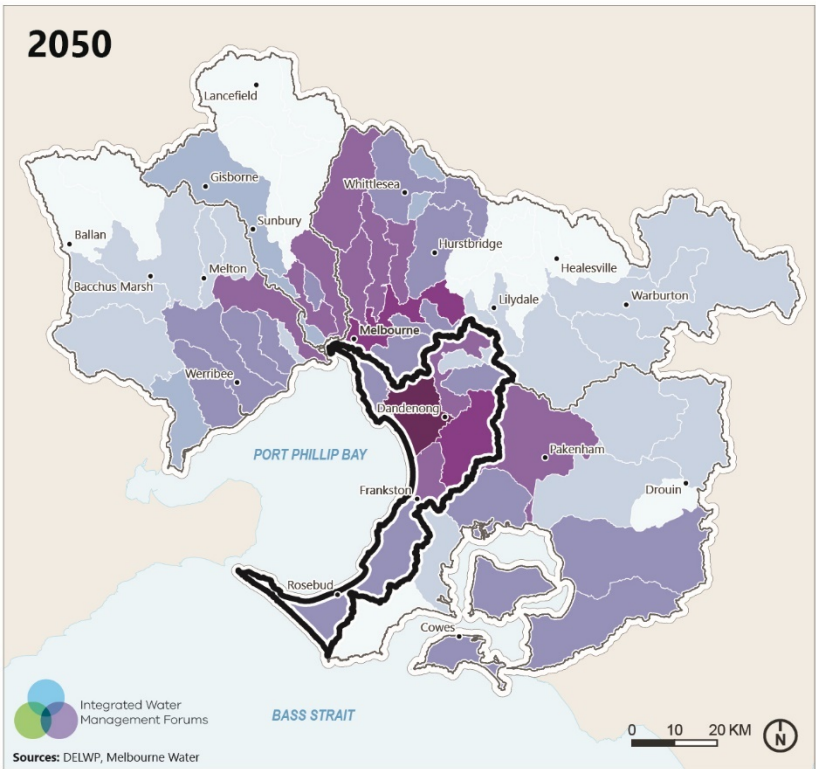 2050
Lancefield
Gisborne
Whittlesea
Sunbury
Ballan
Hurstbridge
Healesville
Bacchus Marsh
Melton
Lilydale
Warburton
Melbourne
Werribee
Dandenong
PORT PHILLIP BAY
Pakenham
Frankston
Drouin
Rosebud
Cowes
Integrated Water
Management Forums
BASS STRAIT
0 10 20 KM
N
Sources: DELWP, Melbourne Water